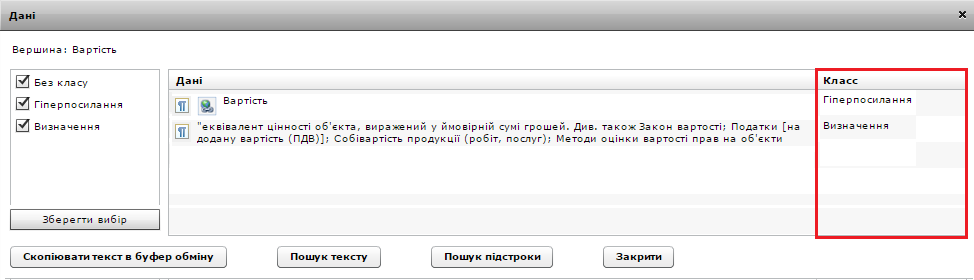 Дані
Вершина: Вартість
Без класу
Гіперпосилання
Визначення
Зберегти вибір
Дані Класс
Вартість Гіперпосилання
"еквівалент цінності об'єкта, виражений у ймовірній сумі грошей. Див. також Закон вартості; Податки [на Визначення
додану вартість (ПДВ)]; Собівартість продукції (робіт, послуг); Методи оцінки вартості прав на об'єкти
Скопіювати текст в буфер обміну Пошук тексту Пошук підстроки Закрити